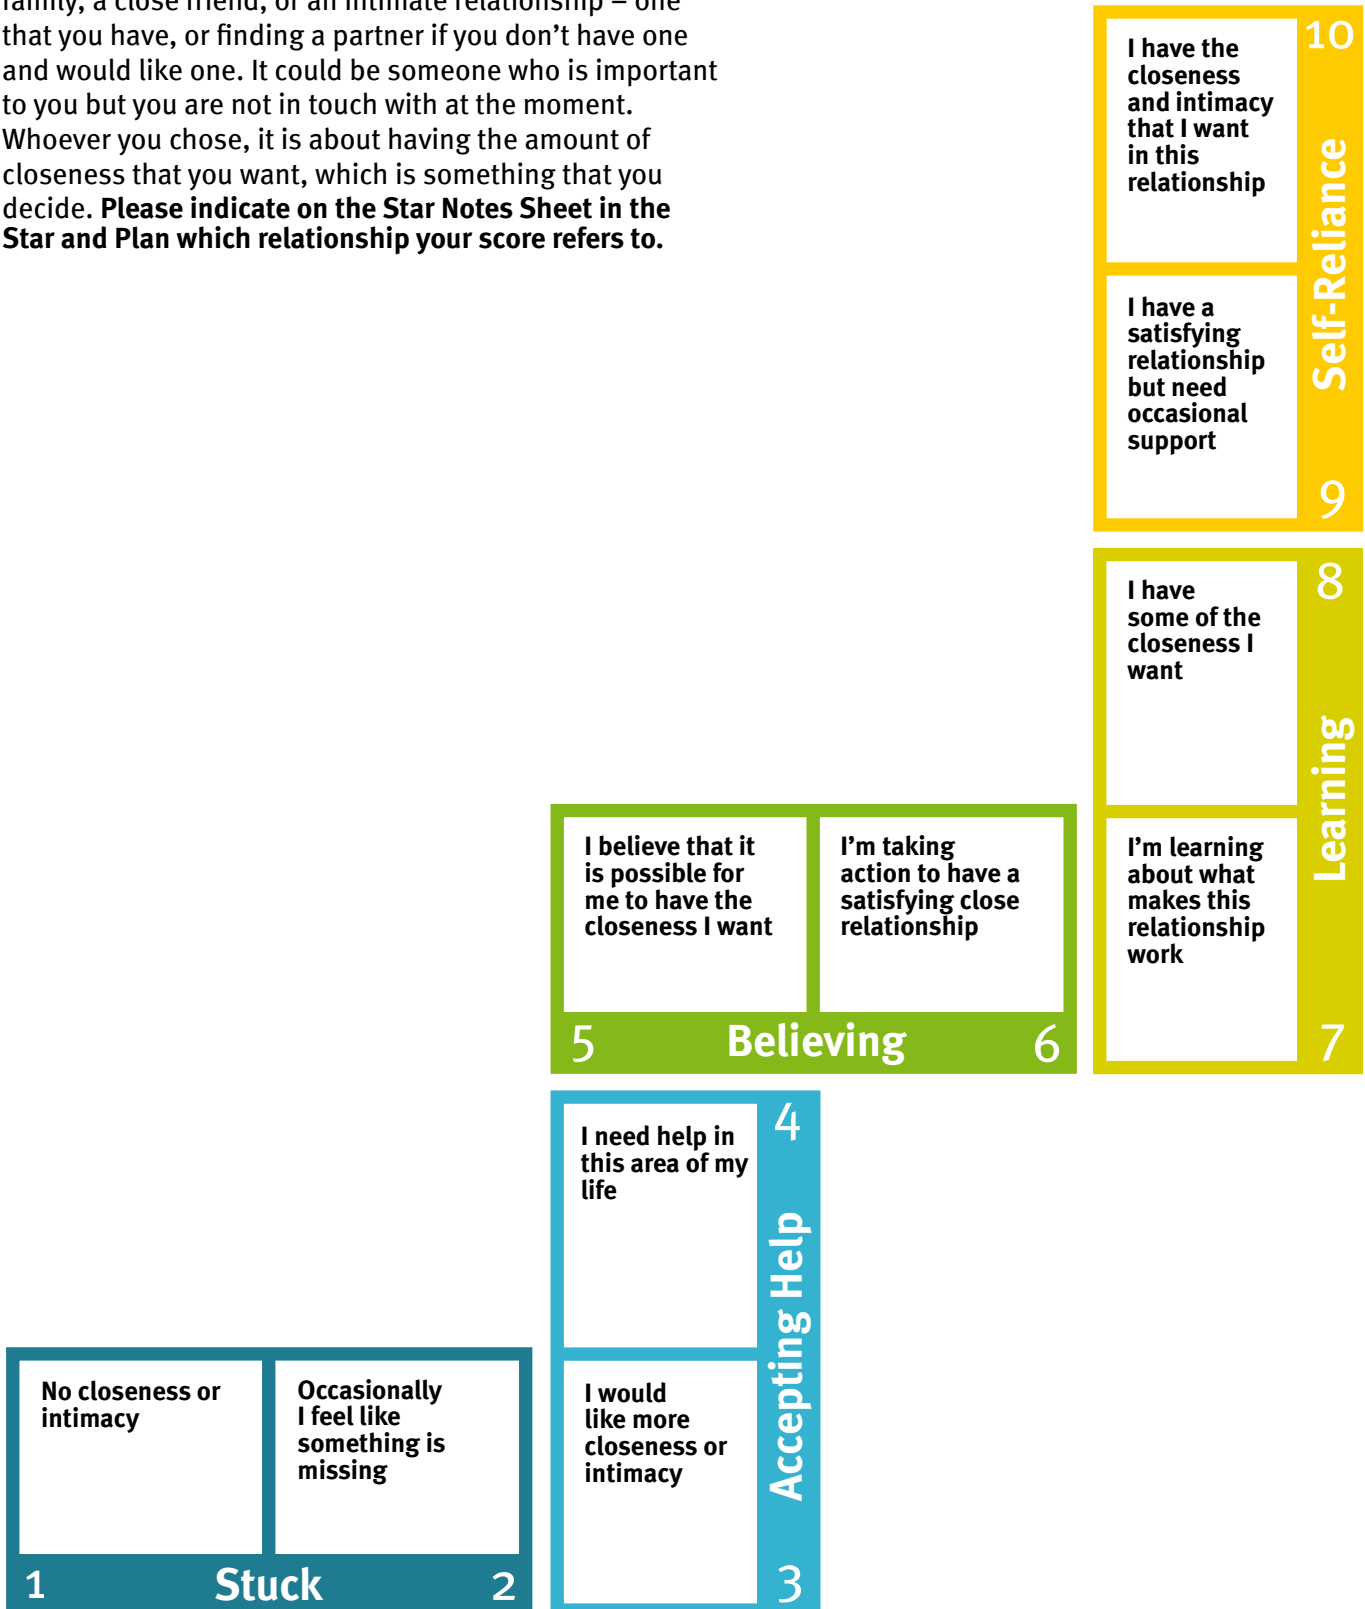 family, a close friend, or an intimate relationship – one
that you have, or finding a partner if you don’t have one
and would like one. It could be someone who is important
to you but you are not in touch with at the moment.
Whoever you chose, it is about having the amount of
closeness that you want, which is something that you
decide. Please indicate on the Star Notes Sheet in the
Star and Plan which relationship your score refers to.
I have the
closeness
and intimacy
that I want
in this
relationship
10
Self-Reliance
I have a
satisfying
relationship
but need
occasional
support
9
I have
some of the
closeness I
want
8
Learning
I’m learning
about what
makes this
relationship
work
7
I believe that it
is possible for
me to have the
closeness I want
I’m taking
action to have a
satisfying close
relationship
5
Believing
6
I need help in
this area of my
life
4
Accepting Help
I would
like more
closeness or
intimacy
3
No closeness or
intimacy
Occasionally
I feel like
something is
missing
1
Stuck
2